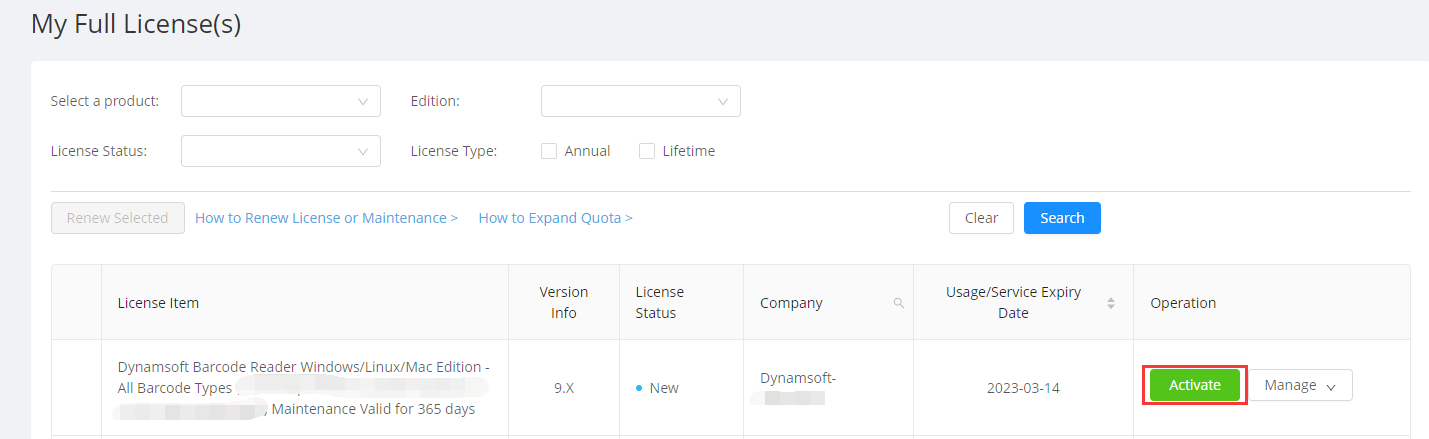 My Full License(s)
Select a product:
Edition:
License Status:
License Type:
Annual
Lifetime
Renew Selected
How to Renew License or Maintenance >
How to Expand Quota >
Clear
Search
License Item
Version
Info
License
Status
Company
Usage/Service Expiry
Date
Operation
Dynamsoft Barcode Reader Windows/Linux/Mac Edition -
All Barcode Types
Maintenance Valid for 365 days
9.X
New
Dynamsoft-
2023-03-14
Activate
Manage